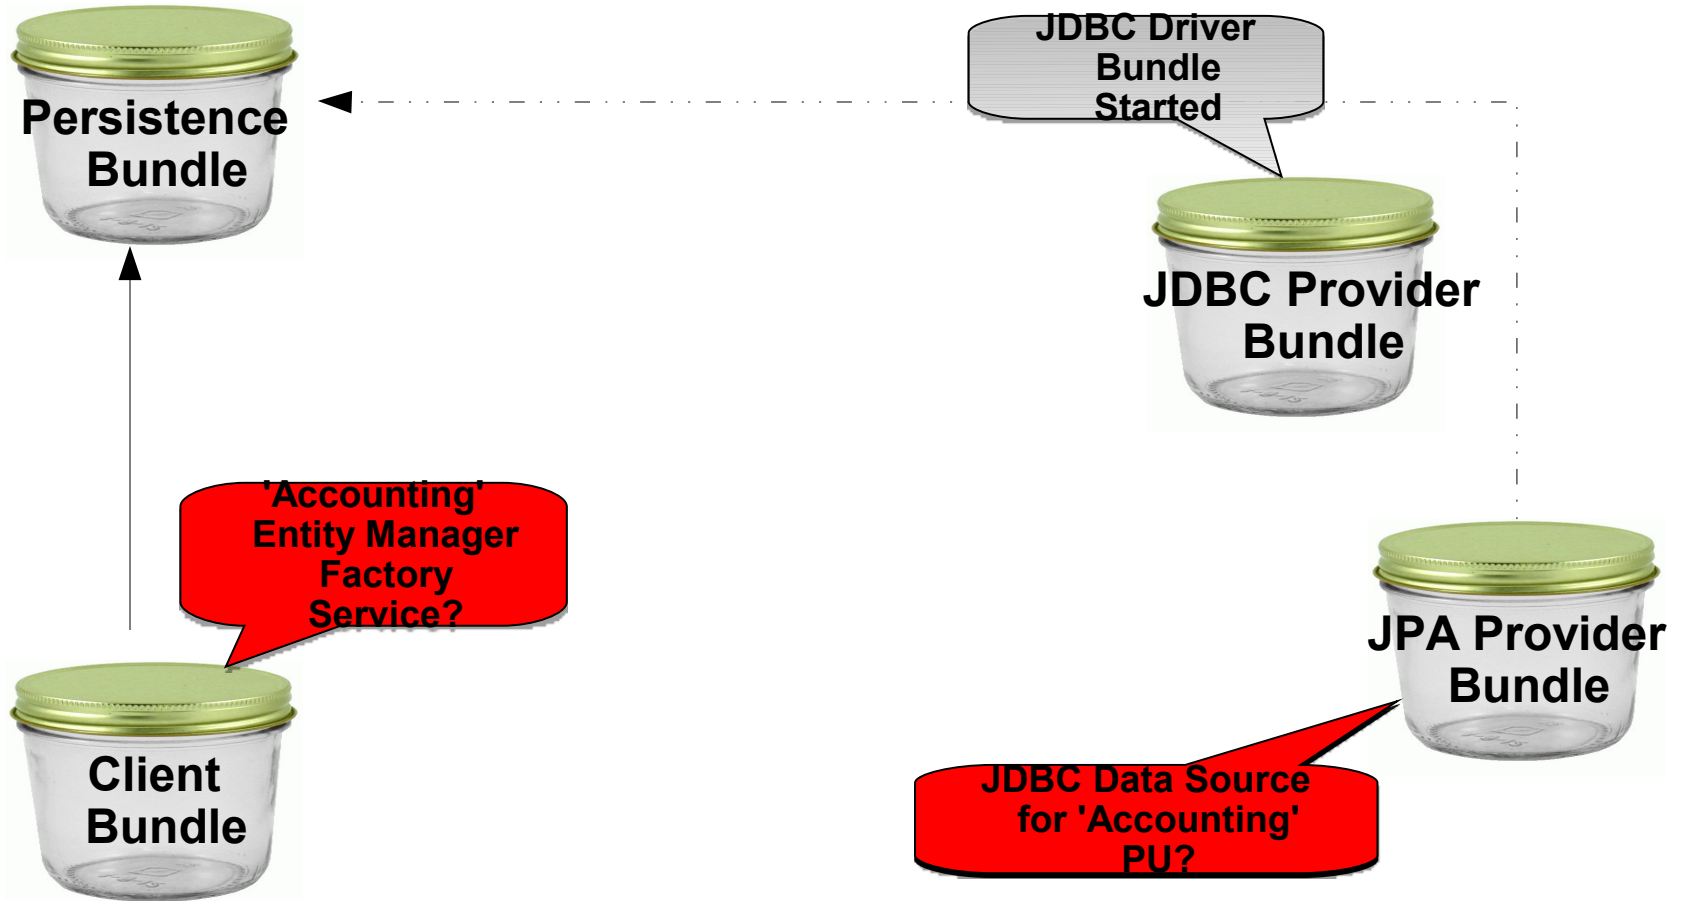 JDBC Driver
Bundle
Started
Persistence
Bundle
JDBC Provider
Bundle
'Accounting'
Entity Manager
Factory
Service?
JPA Provider
Bundle
Client
Bundle
JDBC Data Source
for 'Accounting'
PU?